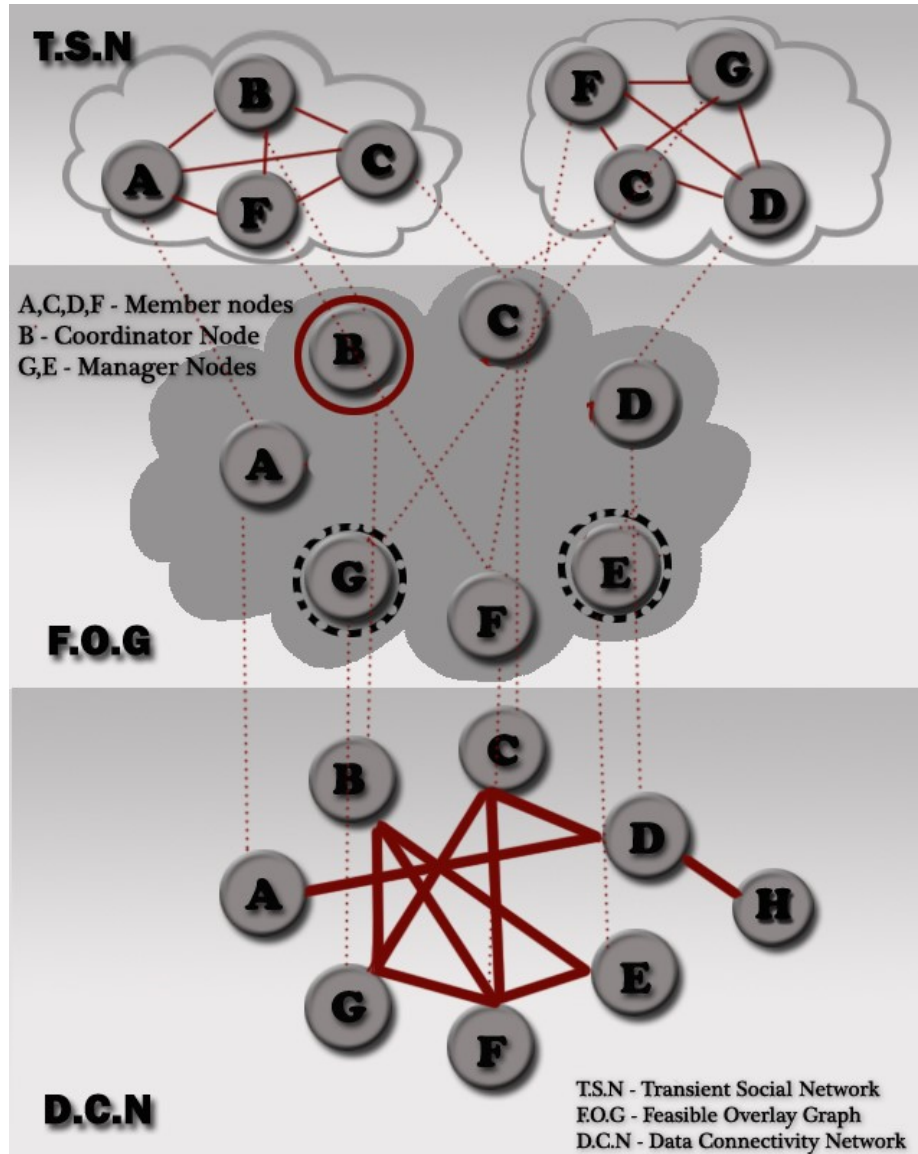 T.S.N
B
A
F
C
F
G
C
D
A,C,D,F - Member nodes
B - Coordinator Node
G,E - Manager Nodes
B
C
D
A
G
F
E
F.O.G
B
C
D
A
H
G
F
E
D.C.N
T.S.N - Transient Social Network
F.O.G - Feasible Overlay Graph
D.C.N - Data Connectivity Network